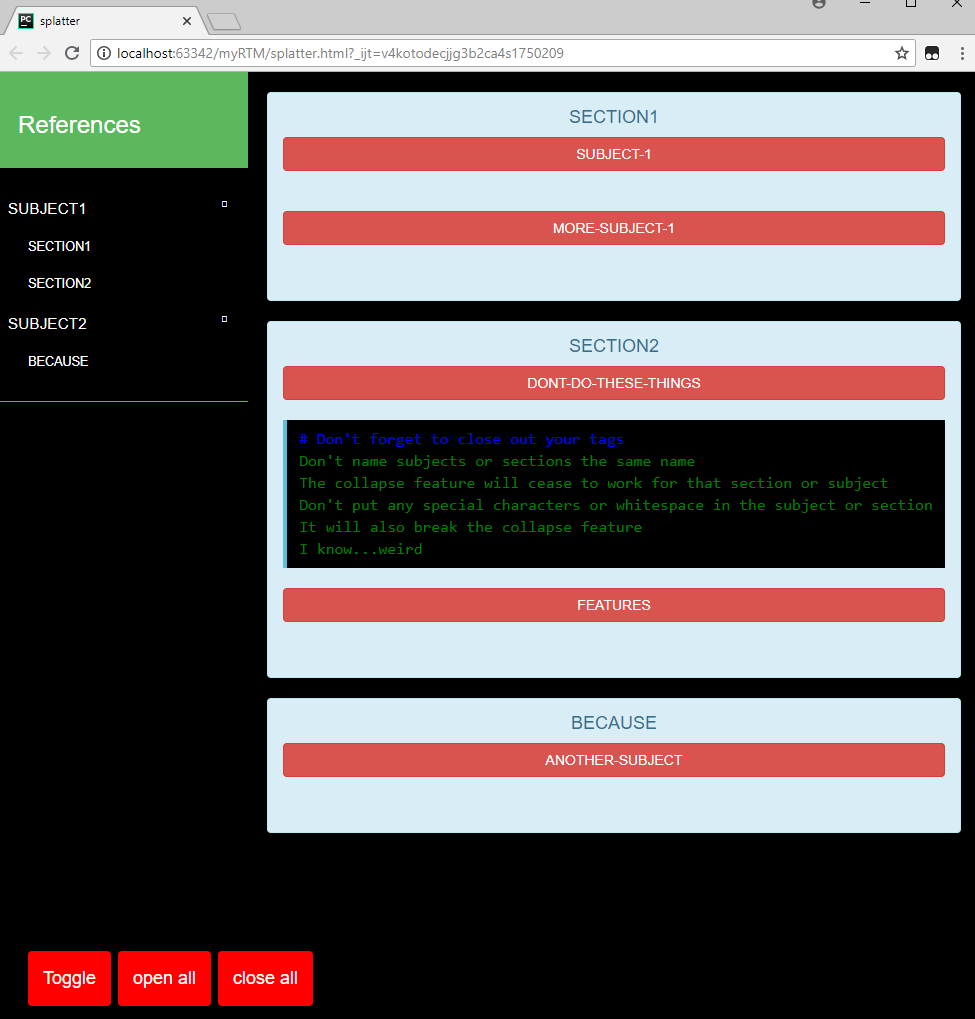 PC splatter
localhost:63342/myRTM/splatter.html?_ijt=v4kotodecjjg3b2ca4s1750209
References
SUBJECT1
SECTION1
SECTION2
SUBJECT2
BECAUSE
SECTION1
SUBJECT-1
MORE-SUBJECT-1
SECTION2
DONT-DO-THESE-THINGS
# Don't forget to close out your tags
Don't name subjects or sections the same name
The collapse feature will cease to work for that section or subject
Don't put any special characters or whitespace in the subject or section
It will also break the collapse feature
I know...weird
FEATURES
BECAUSE
ANOTHER-SUBJECT
Toggle open all close all